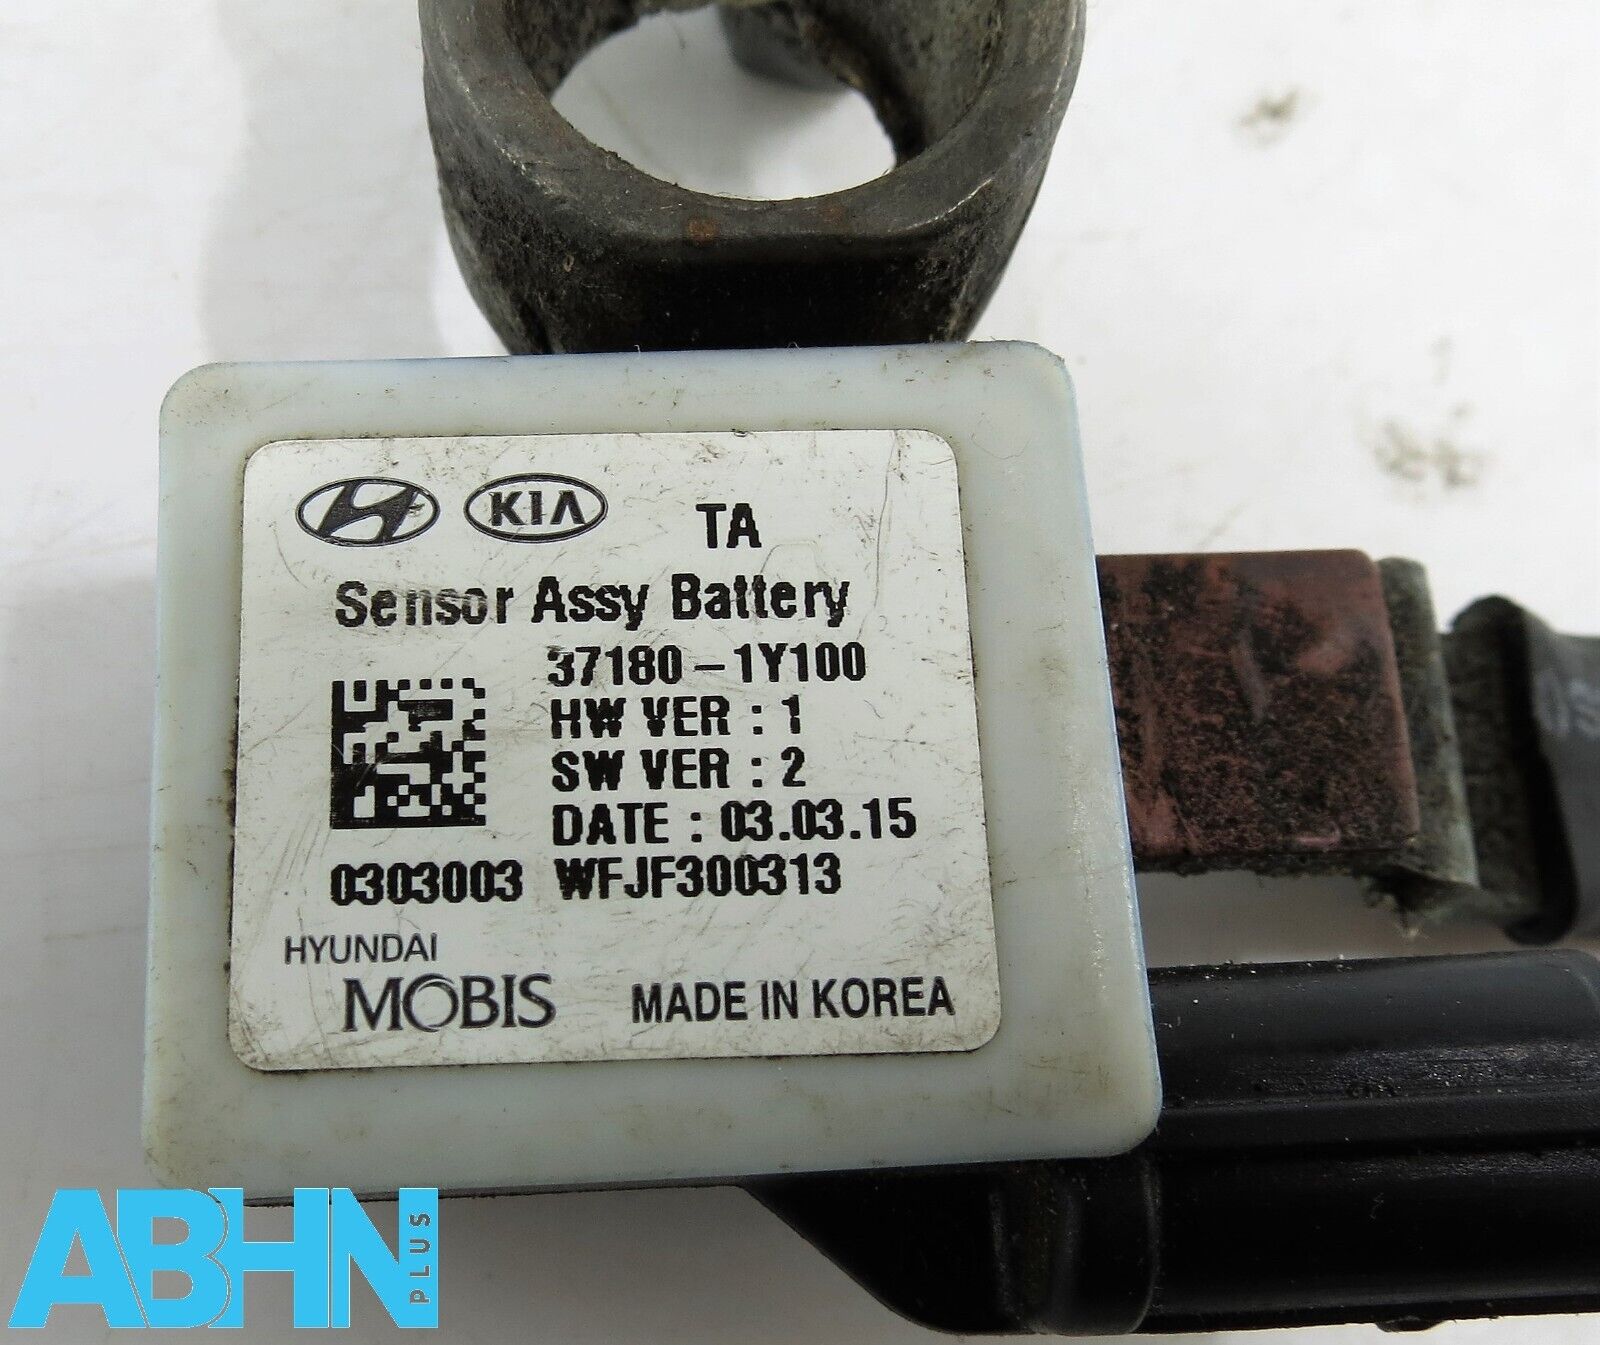 KIA TA
Sensor Assy Battery
37180-1Y100
HW VER : 1
SW VER : 2
DATE : 03.03.15
0303003 WFJF300313
HYUNDAI
MOBIS MADE IN KOREA
ABHN PLUS